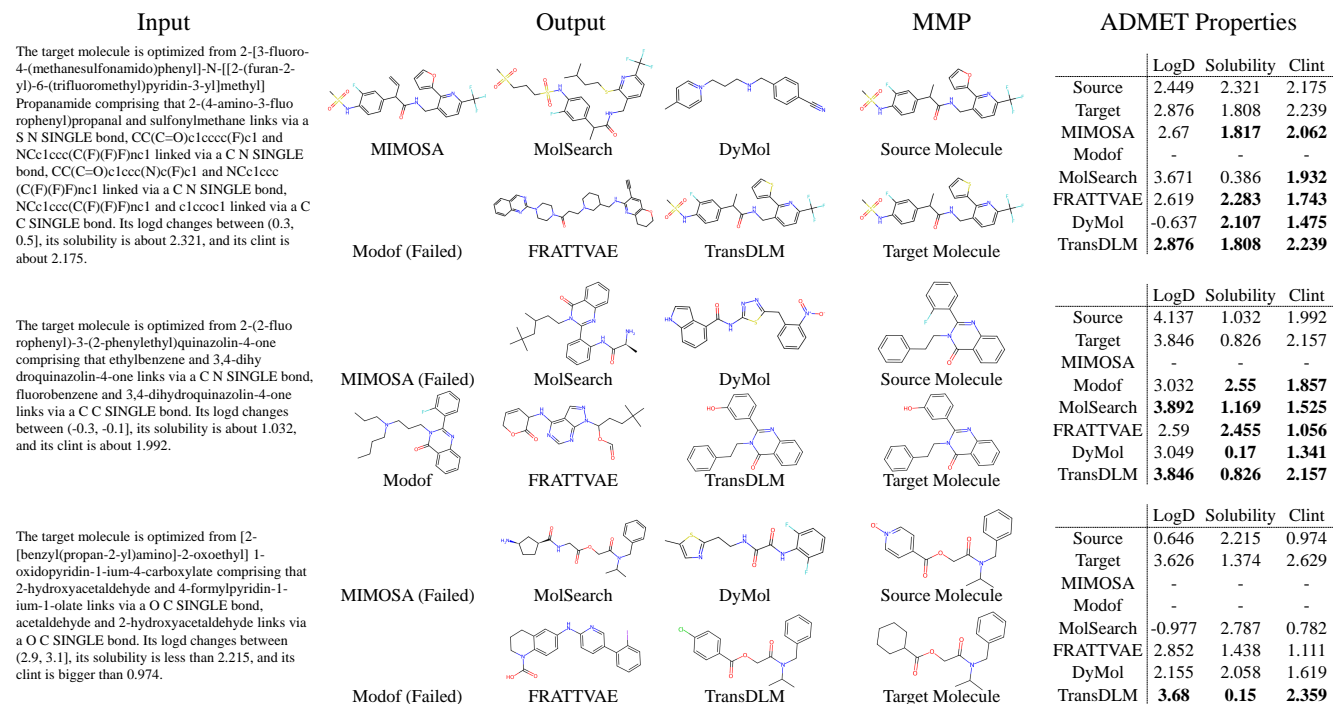 Input
Output
MMP
ADMET Properties
The target molecule is optimized from 2-[3-fluoro-
4-(methanesulfonamido)phenyl]-N-[[2-(furan-2-
yl)-6-(trifluoromethyl)pyridin-3-yl]methyl]
Propanamide comprising that 2-(4-amino-3-fluo
rophenyl)propanal and sulfonylmethane links via a
S N SINGLE bond, CC(C=O)c1cccc(F)c1 and
NCc1ccc(C(F)(F)F)nc1 linked via a C N SINGLE
bond, CC(C=O)c1ccc(N)c(F)c1 and NCc1ccc
(C(F)(F)F)nc1 linked via a C N SINGLE bond,
NCc1ccc(C(F)(F)F)nc1 and c1ccoc1 linked via a C
C SINGLE bond. Its logd changes between (0.3,
0.5], its solubility is about 2.321, and its clint is
about 2.175.
MIMOSA
MolSearch
DyMol
Source Molecule
Modof (Failed)
FRATTVAE
TransDLM
Target Molecule
LogD Solubility Clint
Source 2.449 2.321 2.175
Target 2.876 1.808 2.239
MIMOSA 2.67 1.817 2.062
Modof - - -
MolSearch 3.671 0.386 1.932
FRATTVAE 2.619 2.283 1.743
DyMol -0.637 2.107 1.475
TransDLM 2.876 1.808 2.239
The target molecule is optimized from 2-(2-fluo
rophenyl)-3-(2-phenylethyl)quinazolin-4-one
comprising that ethylbenzene and 3,4-dihy
droquinazolin-4-one links via a C N SINGLE bond,
fluorobenzene and 3,4-dihydroquinazolin-4-one
links via a C C SINGLE bond. Its logd changes
between (-0.3, -0.1], its solubility is about 1.032,
and its clint is about 1.992.
MIMOSA (Failed)
MolSearch
DyMol
Source Molecule
Modof
FRATTVAE
TransDLM
Target Molecule
LogD Solubility Clint
Source 4.137 1.032 1.992
Target 3.846 0.826 2.157
MIMOSA - - -
Modof 3.032 2.55 1.857
MolSearch 3.892 1.169 1.525
FRATTVAE 2.59 2.455 1.056
DyMol 3.049 0.17 1.341
TransDLM 3.846 0.826 2.157
The target molecule is optimized from [2-
[benzyl(propan-2-yl)amino]-2-oxoethyl] 1-
oxidopyridin-1-ium-4-carboxylate comprising that
2-hydroxyacetaldehyde and 4-formylpyridin-1-
ium-1-olate links via a O C SINGLE bond,
acetaldehyde and 2-hydroxyacetaldehyde links via
a O C SINGLE bond. Its logd changes between
(2.9, 3.1], its solubility is less than 2.215, and its
clint is bigger than 0.974.
MIMOSA (Failed)
MolSearch
DyMol
Source Molecule
Modof (Failed)
FRATTVAE
TransDLM
Target Molecule
LogD Solubility Clint
Source 0.646 2.215 0.974
Target 3.626 1.374 2.629
MIMOSA - - -
Modof - - -
MolSearch -0.977 2.787 0.782
FRATTVAE 2.852 1.438 1.111
DyMol 2.155 2.058 1.619
TransDLM 3.68 0.15 2.359